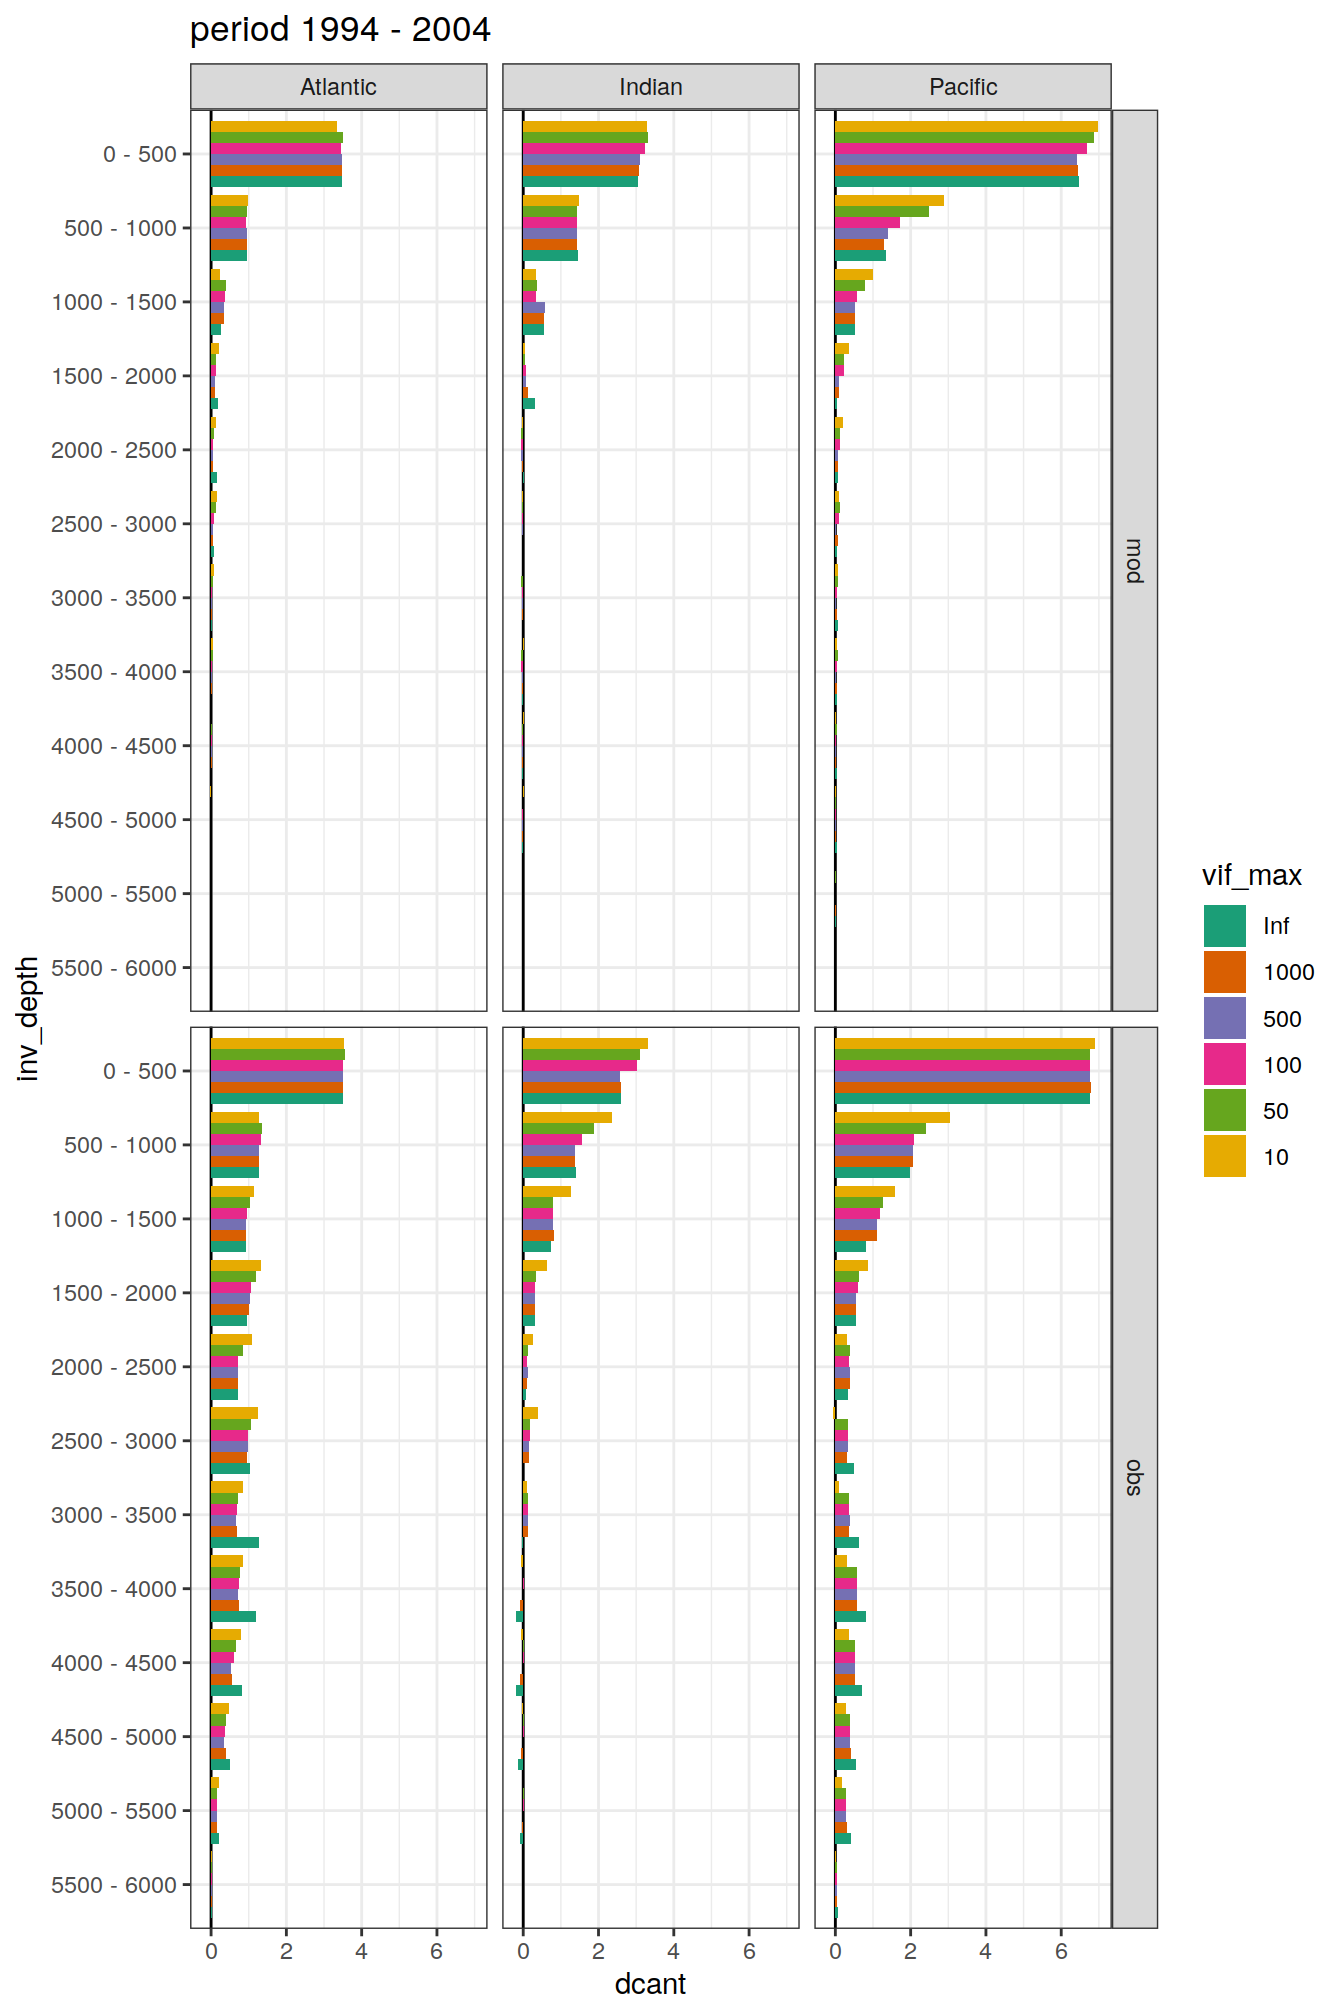 period 1994 - 2004
Atlantic
Indian
Pacific
0 - 500
500 - 1000
1000 - 1500
1500 - 2000
2000 - 2500
2500 - 3000
3000 - 3500
3500 - 4000
4000 - 4500
4500 - 5000
5000 - 5500
5500 - 6000
mod
0 - 500
500 - 1000
1000 - 1500
1500 - 2000
2000 - 2500
2500 - 3000
3000 - 3500
3500 - 4000
4000 - 4500
4500 - 5000
5000 - 5500
5500 - 6000
obs
inv_depth
0 2 4 6
0 2 4 6
0 2 4 6
dcant
vif_max
Inf
1000
500
100
50
10